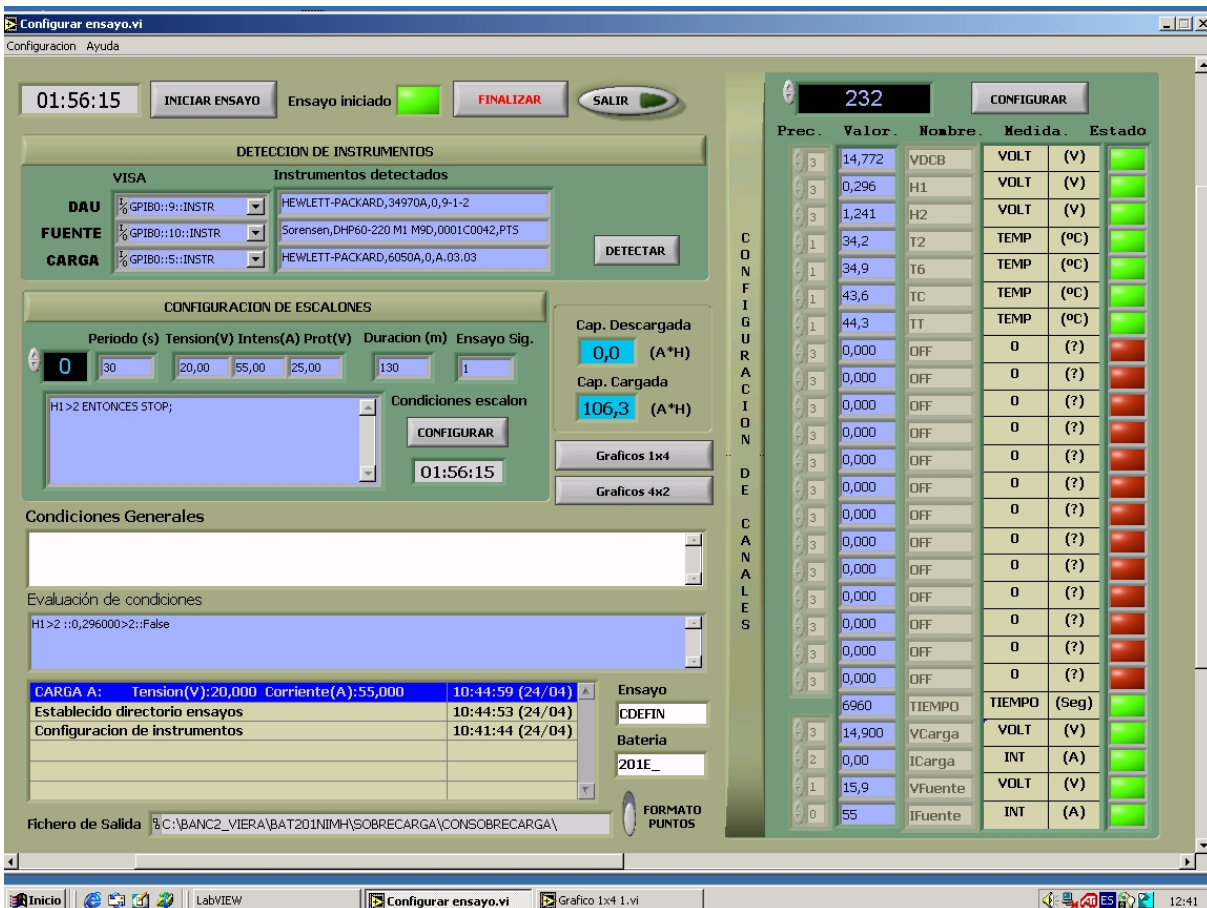 Configurar ensayo.vi
Configuracion Ayuda
01:56:15 INICIAR ENSAYO Ensayo iniciado FINALIZAR SALIR
DETECCION DE INSTRUMENTOS
VISA Instrumentos detectados
DAU GPIB0::9::INSTR HEWLETT-PACKARD,34970A,0,9-1-2
FUENTE GPIB0::10::INSTR Sorensen,DHP60-220 M1 M9D,0001C0042,PTS
CARGA GPIB0::5::INSTR HEWLETT-PACKARD,6050A,0,A.03.03
DETECTAR
CONFIGURACION DE ESCALONES
Periodo (s) Tension(V) Intens(A) Prot(V) Duracion (m) Ensayo Sig.
0 30 20,00 55,00 25,00 130 1
H1>2 ENTONCES STOP;
Condiciones escalon
CONFIGURAR
01:56:15
Cap. Descargada
0,0 (A*H)
Cap. Cargada
106,3 (A*H)
Graficos 1x4
Graficos 4x2
Condiciones Generales
Evaluación de condiciones
H1>2 ::0,296000>2::False
CARGA A: Tension(V):20,000 Corriente(A):55,000 10:44:59 (24/04)
Establecido directorio ensayos 10:44:53 (24/04)
Configuracion de instrumentos 10:41:44 (24/04)
Ensayo
CDEFIN
Bateria
201E_
FORMATO
PUNTOS
Fichero de Salida C:\BANC2_VIERA\BAT201NIMH\SOBRECARGA\CONSOBRECARGA\
CONFIGURACION DE CANALES
232 CONFIGURAR
Prec. Valor. Nombre. Medida. Estado
3 14,772 VDCB VOLT (V)
3 0,296 H1 VOLT (V)
3 1,241 H2 VOLT (V)
1 34,2 T2 TEMP (ºC)
1 34,9 T6 TEMP (ºC)
1 43,6 TC TEMP (ºC)
1 44,3 TT TEMP (ºC)
3 0,000 OFF 0 (?)
3 0,000 OFF 0 (?)
3 0,000 OFF 0 (?)
3 0,000 OFF 0 (?)
3 0,000 OFF 0 (?)
3 0,000 OFF 0 (?)
3 0,000 OFF 0 (?)
3 0,000 OFF 0 (?)
3 0,000 OFF 0 (?)
3 0,000 OFF 0 (?)
3 0,000 OFF 0 (?)
3 0,000 OFF 0 (?)
3 0,000 OFF 0 (?)
6960 TIEMPO TIEMPO (Seg)
3 14,900 VCarga VOLT (V)
2 0,00 ICarga INT (A)
1 15,9 VFuente VOLT (V)
0 55 IFuente INT (A)
Inicio LabVIEW Configurar ensayo.vi Grafico 1x4 1.vi ES 12:41